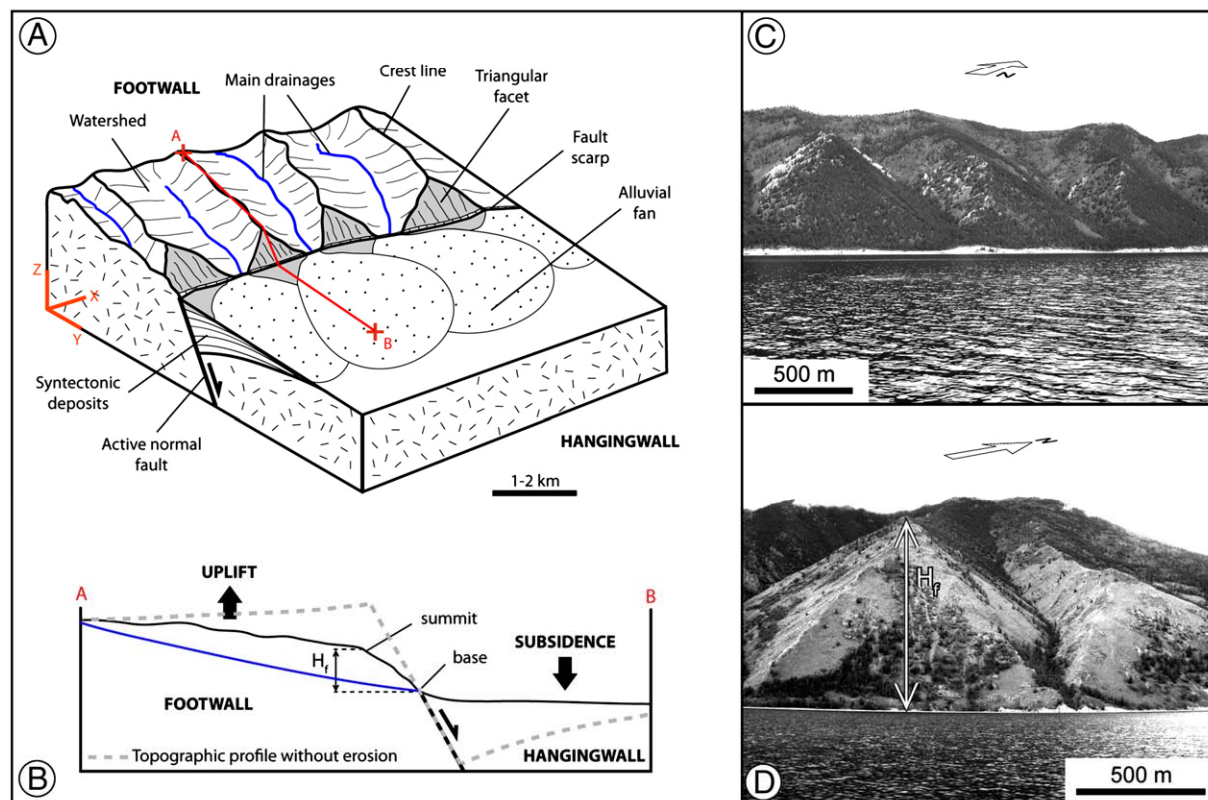 A
FOOTWALL
Main drainages
Crest line
Triangular
facet
Watershed
A
Fault
scarp
Alluvial
fan
Z
X
Y
B
Syntectonic
deposits
Active normal
fault
HANGINGWALL
1-2 km
A
UPLIFT
B
summit
SUBSIDENCE
Hf
base
FOOTWALL
Topographic profile without erosion
HANGINGWALL
B
C
N
500 m
N
Hf
D
500 m